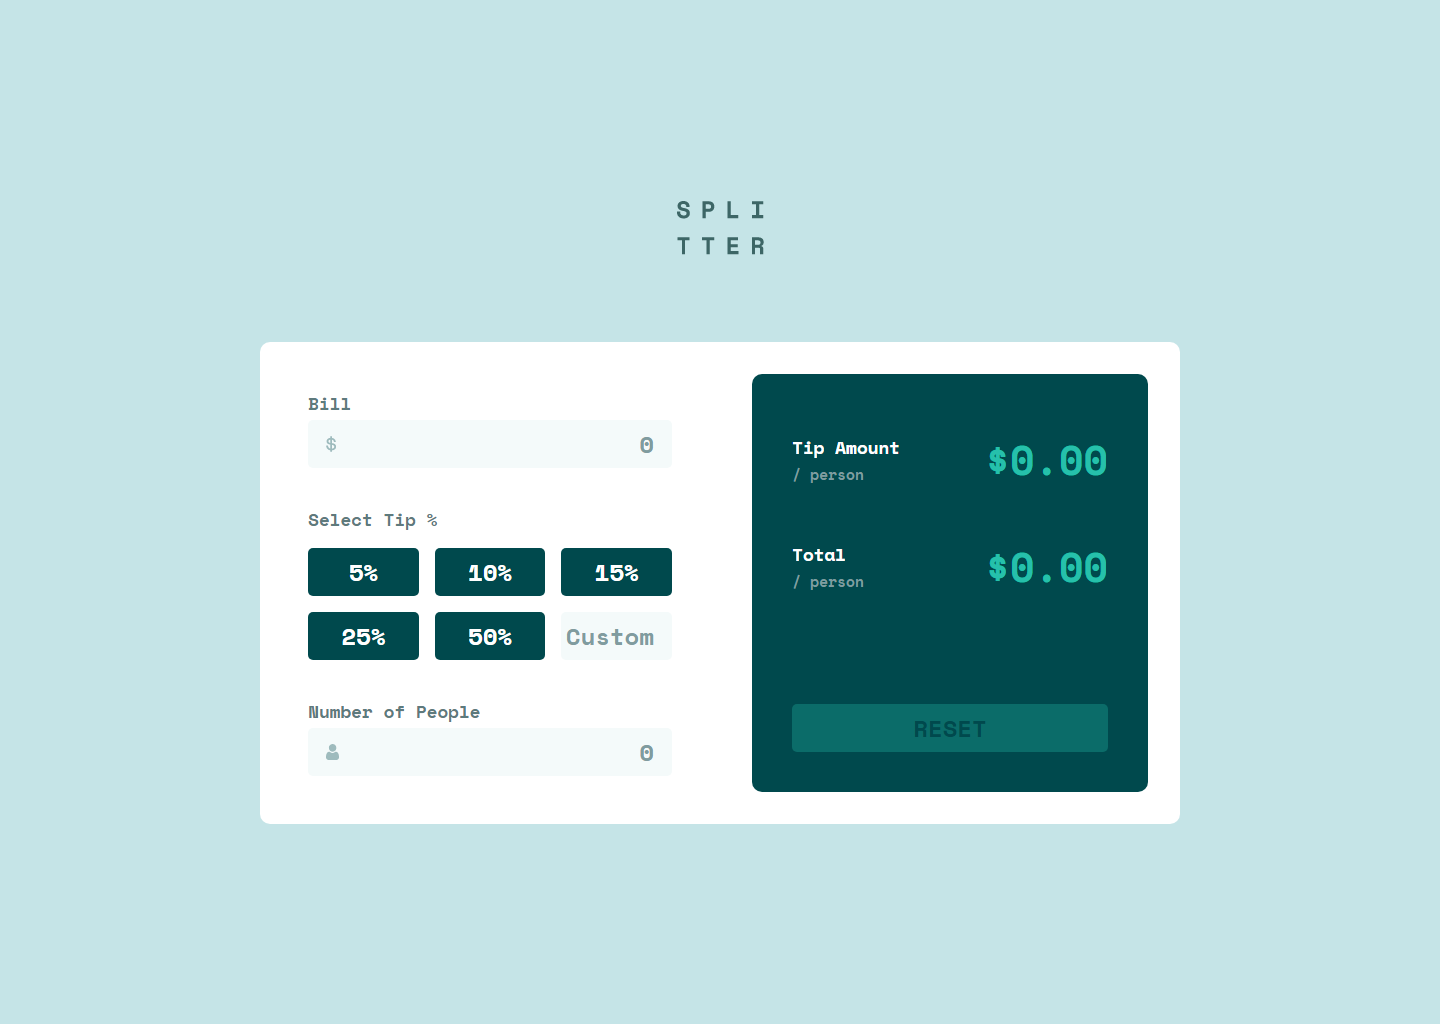 SPLI
TTER
Bill
$ 0
Select Tip %
5% 10% 15%
25% 50% Custom
Number of People
0
Tip Amount
/ person
$0.00
Total
/ person
$0.00
RESET